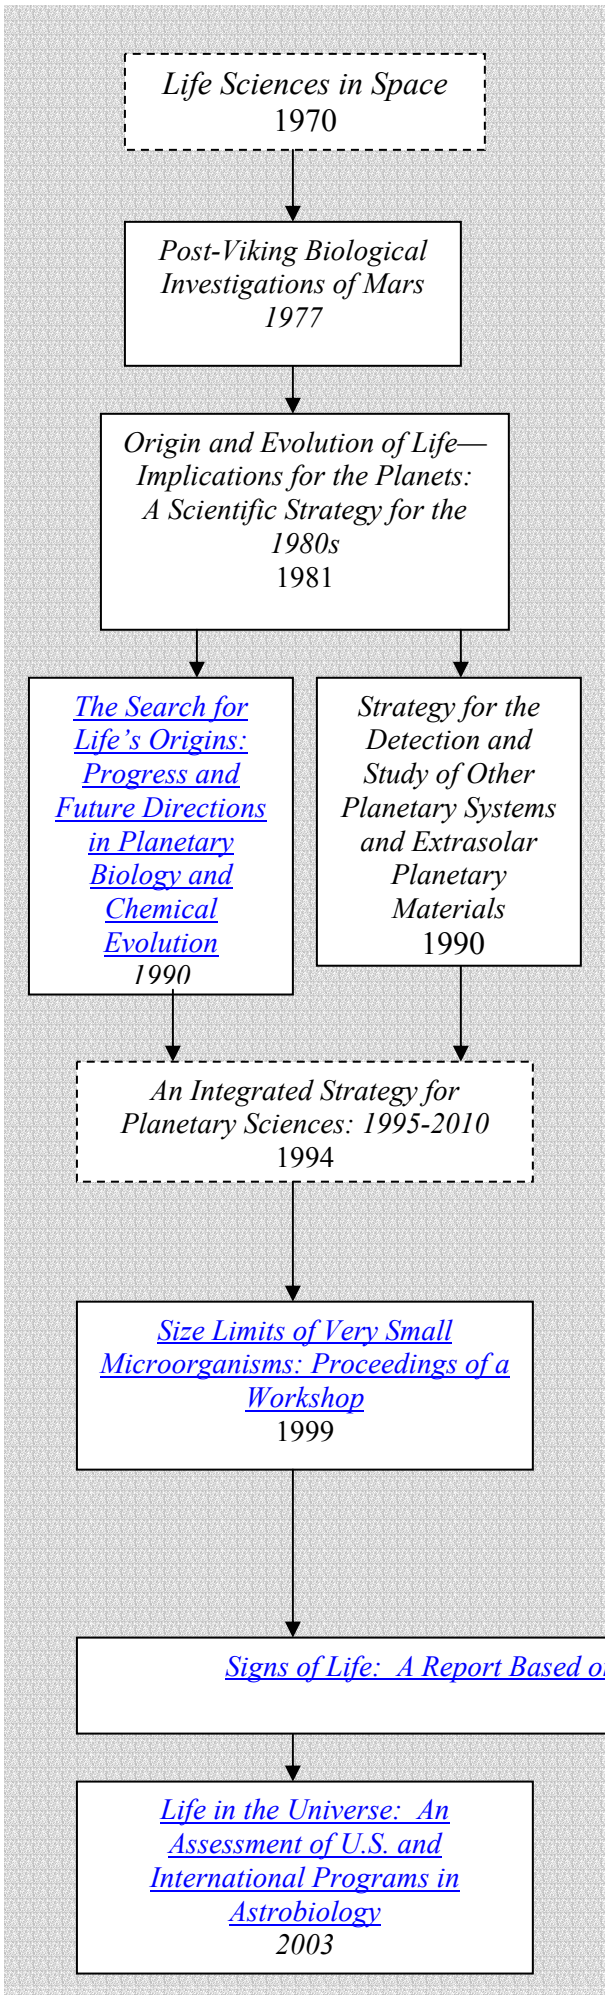 Life Sciences in Space
1970
Post-Viking Biological
Investigations of Mars
1977
Origin and Evolution of Life—
Implications for the Planets:
A Scientific Strategy for the
1980s
1981
The Search for
Life’s Origins:
Progress and
Future Directions
in Planetary
Biology and
Chemical
Evolution
1990
Strategy for the
Detection and
Study of Other
Planetary Systems
and Extrasolar
Planetary
Materials
1990
An Integrated Strategy for
Planetary Sciences: 1995-2010
1994
Size Limits of Very Small
Microorganisms: Proceedings of a
Workshop
1999
Signs of Life: A Report Based
Life in the Universe: An
Assessment of U.S. and
International Programs in
Astrobiology
2003